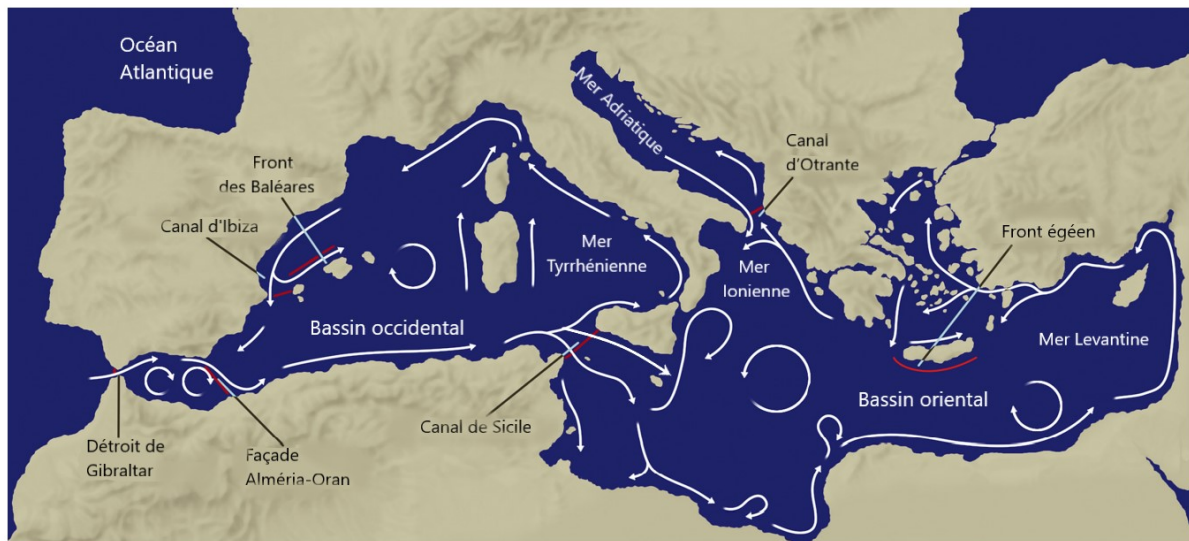 Océan
Atlantique
Mer Adriatique
Canal
d'Otrante
Front
des Baléares
Canal d'Ibiza
Front égéen
Mer
Tyrrhénienne
Mer
Ionienne
Bassin occidental
Mer Levantine
Bassin oriental
Canal de Sicile
Détroit de
Gibraltar
Façade
Alméria-Oran